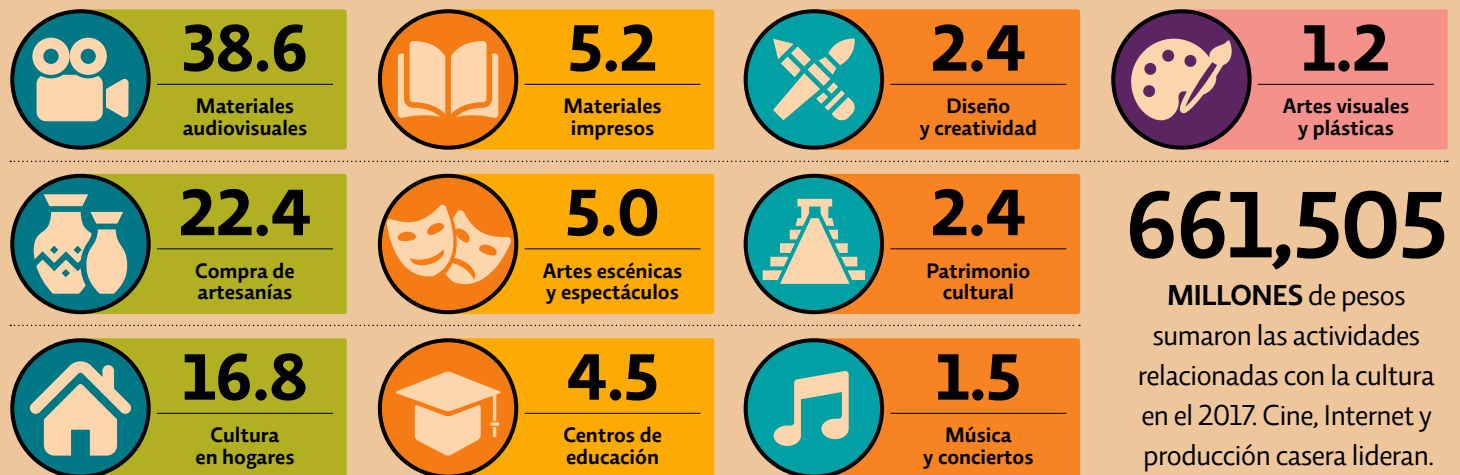 38.6
Materiales
audiovisuales
5.2
Materiales
impresos
2.4
Diseño
y creatividad
1.2
Artes visuales
y plásticas
22.4
Compra de
artesanías
5.0
Artes escénicas
y espectáculos
2.4
Patrimonio
cultural
16.8
Cultura
en hogares
4.5
Centros de
educación
1.5
Música
y conciertos
661,505
MILLONES de pesos
sumaron las actividades
relacionadas con la cultura
en el 2017. Cine, Internet y
producción casera lideran.